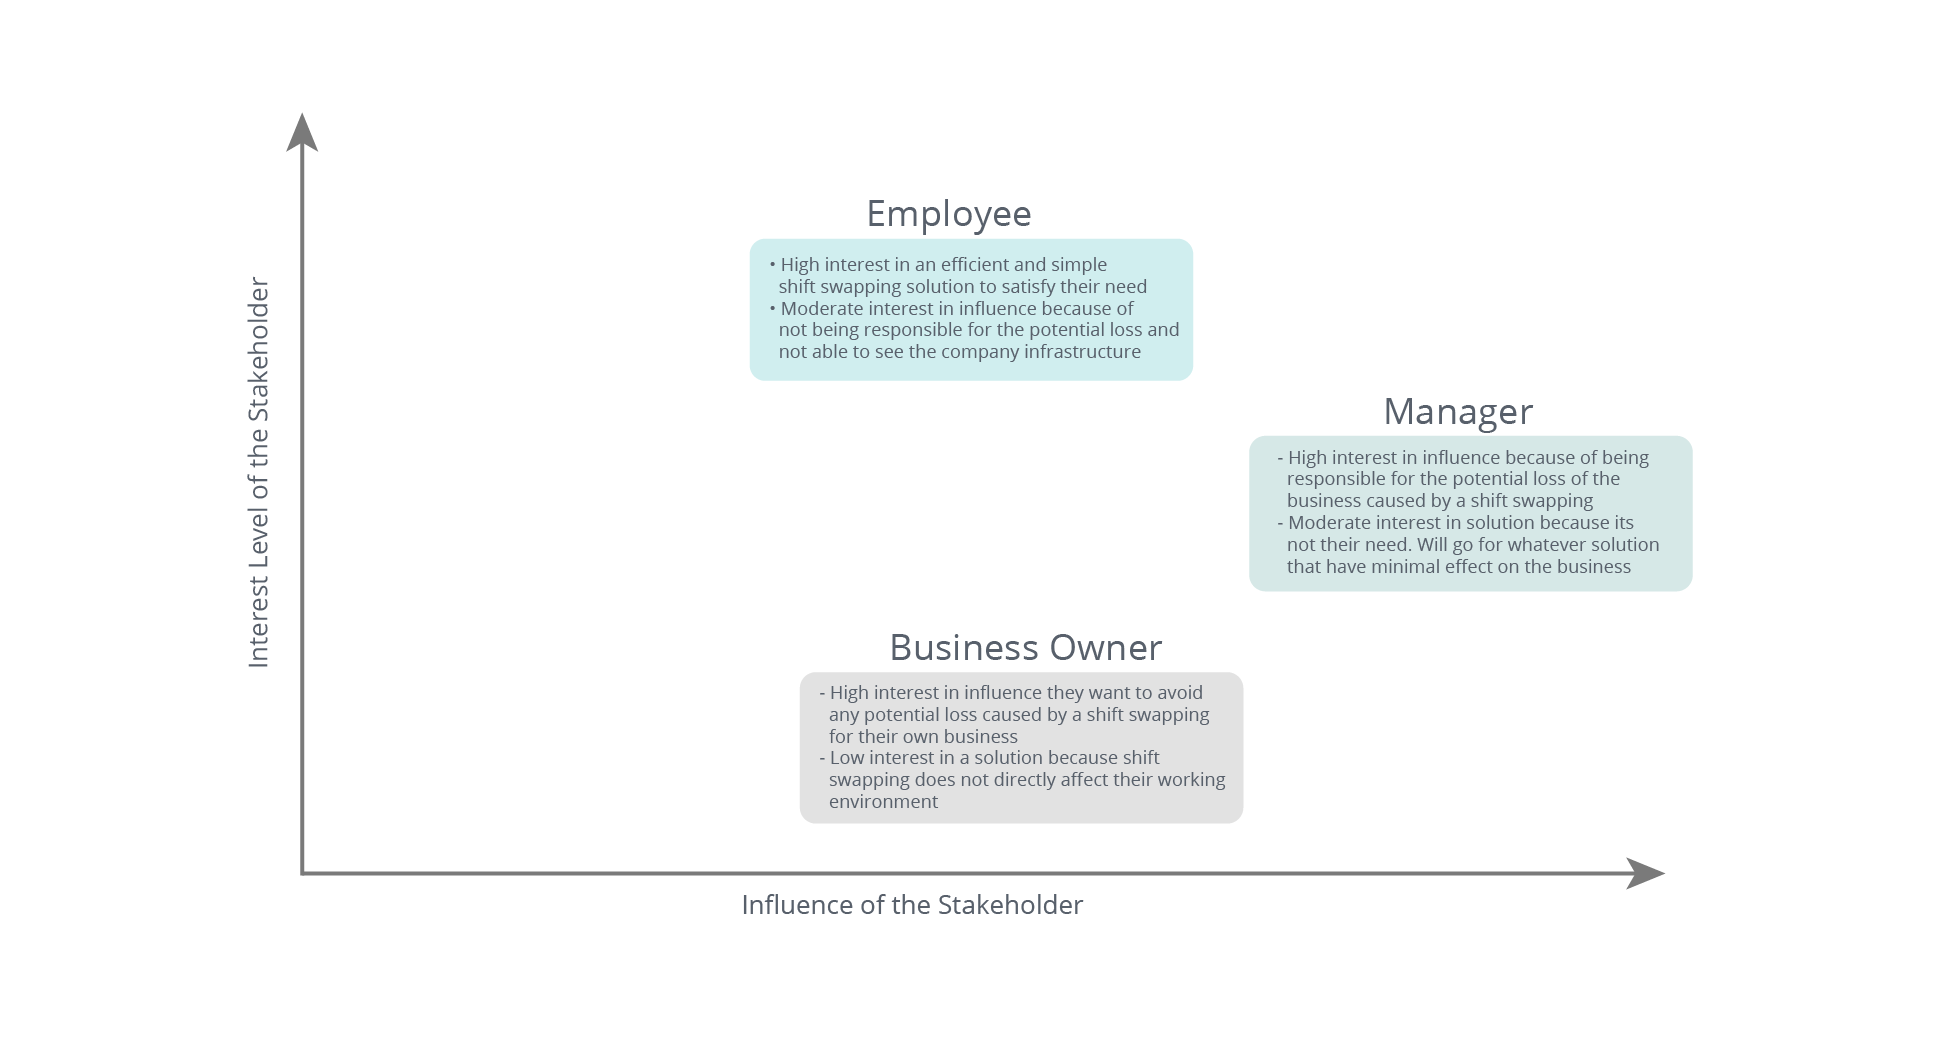 Interest Level of the Stakeholder
Employee
• High interest in an efficient and simple
shift swapping solution to satisfy their need
• Moderate interest in influence because of
not being responsible for the potential loss and
not able to see the company infrastructure
Manager
- High interest in influence because of being
responsible for the potential loss of the
business caused by a shift swapping
- Moderate interest in solution because its
not their need. Will go for whatever solution
that have minimal effect on the business
Business Owner
- High interest in influence they want to avoid
any potential loss caused by a shift swapping
for their own business
- Low interest in a solution because shift
swapping does not directly affect their working
environment
Influence of the Stakeholder